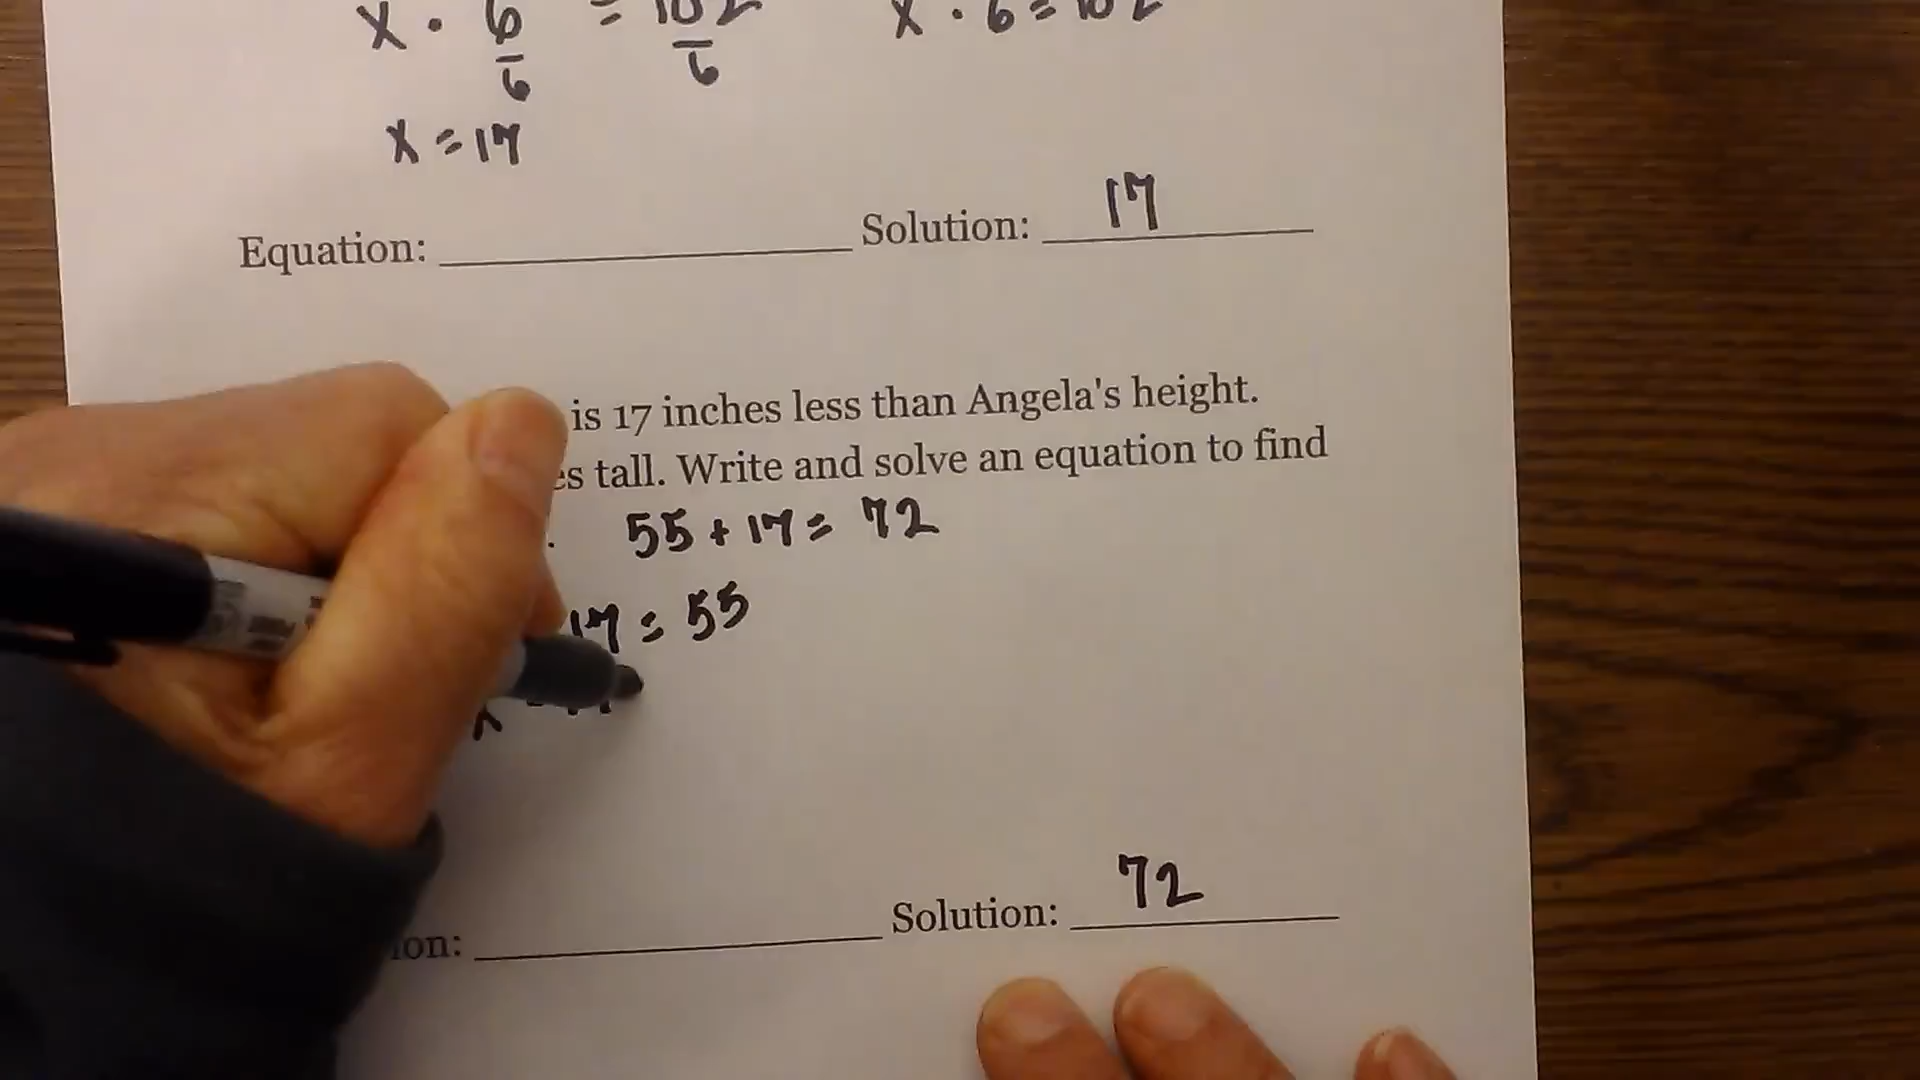 x · 6 = 102 x · 6 = 102
6 6
x = 17
Equation: Solution: 17
is 17 inches less than Angela's height.
tall. Write and solve an equation to find
55 + 17 = 72
17 = 55
x - 17
Solution: 72